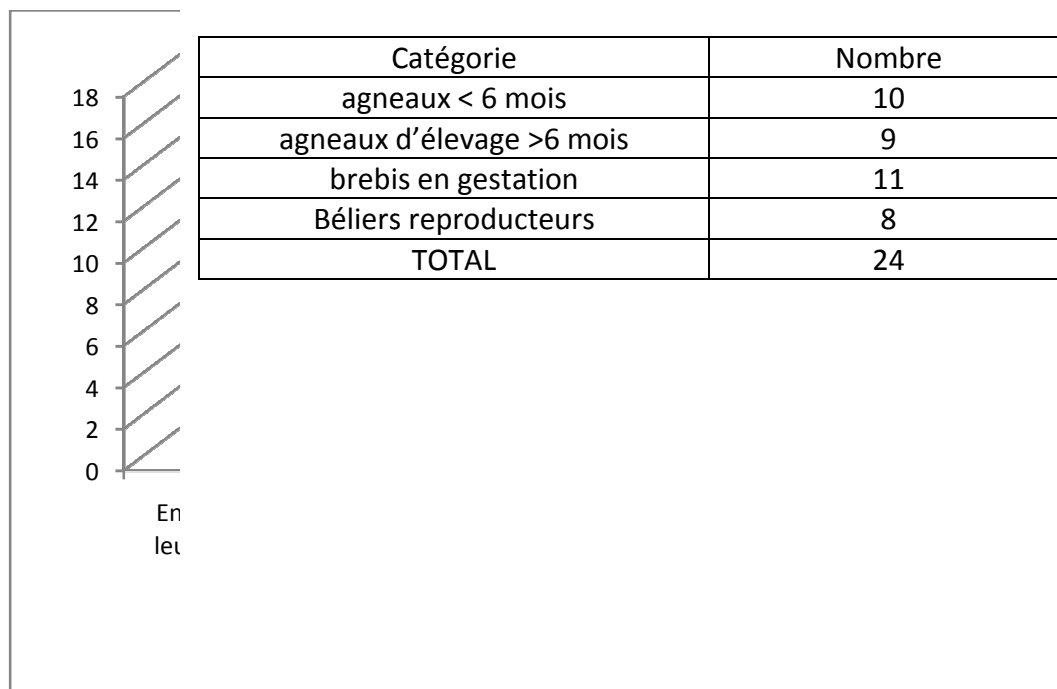 Catégorie Nombre
agneaux < 6 mois 10
agneaux d’élevage >6 mois 9
brebis en gestation 11
Béliers reproducteurs 8
TOTAL 24
18
16
14
12
10
8
6
4
2
0